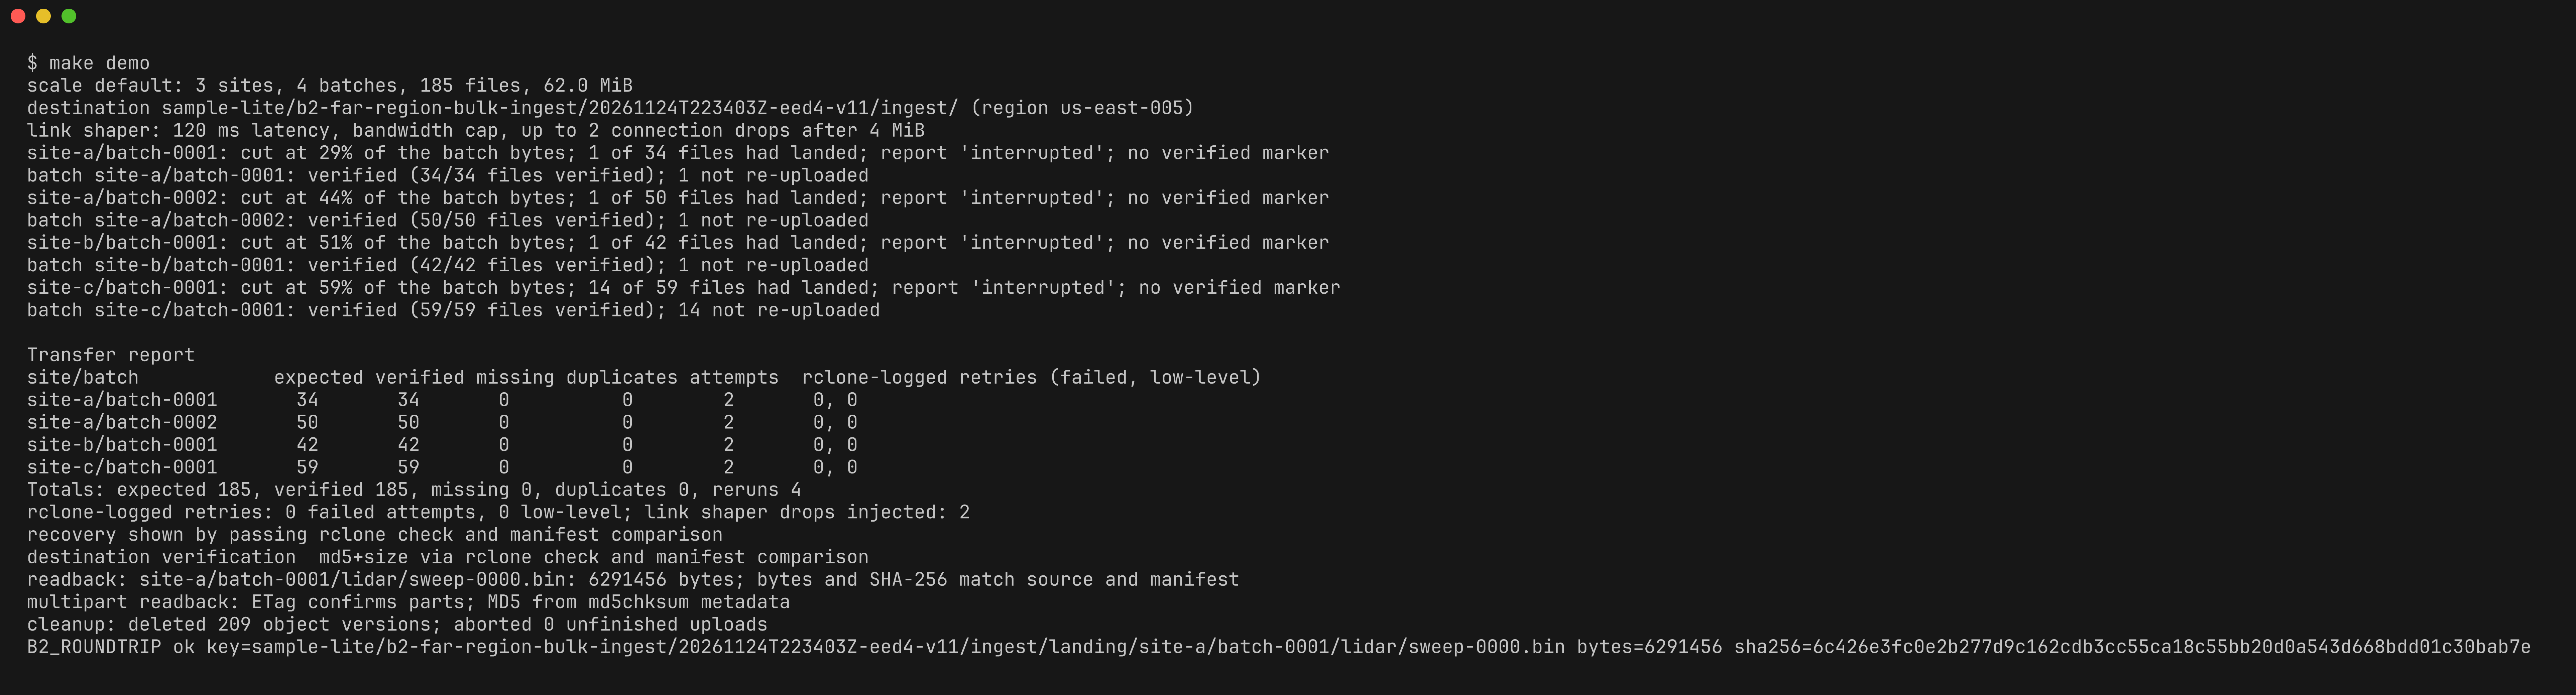 $ make demo
scale default: 3 sites, 4 batches, 185 files, 62.0 MiB
destination sample-lite/b2-far-region-bulk-ingest/20261124T223403Z-eed4-v11/ingest/ (region us-east-005)
link shaper: 120 ms latency, bandwidth cap, up to 2 connection drops after 4 MiB
site-a/batch-0001: cut at 29% of the batch bytes; 1 of 34 files had landed; report 'interrupted'; no verified marker
batch site-a/batch-0001: verified (34/34 files verified); 1 not re-uploaded
site-a/batch-0002: cut at 44% of the batch bytes; 1 of 50 files had landed; report 'interrupted'; no verified marker
batch site-a/batch-0002: verified (50/50 files verified); 1 not re-uploaded
site-b/batch-0001: cut at 51% of the batch bytes; 1 of 42 files had landed; report 'interrupted'; no verified marker
batch site-b/batch-0001: verified (42/42 files verified); 1 not re-uploaded
site-c/batch-0001: cut at 59% of the batch bytes; 14 of 59 files had landed; report 'interrupted'; no verified marker
batch site-c/batch-0001: verified (59/59 files verified); 14 not re-uploaded

Transfer report
site/batch            expected verified missing duplicates attempts  rclone-logged retries (failed, low-level)
site-a/batch-0001       34       34       0          0        2       0, 0
site-a/batch-0002       50       50       0          0        2       0, 0
site-b/batch-0001       42       42       0          0        2       0, 0
site-c/batch-0001       59       59       0          0        2       0, 0
Totals: expected 185, verified 185, missing 0, duplicates 0, reruns 4
rclone-logged retries: 0 failed attempts, 0 low-level; link shaper drops injected: 2
recovery shown by passing rclone check and manifest comparison
destination verification  md5+size via rclone check and manifest comparison
readback: site-a/batch-0001/lidar/sweep-0000.bin: 6291456 bytes; bytes and SHA-256 match source and manifest
multipart readback: ETag confirms parts; MD5 from md5chksum metadata
cleanup: deleted 209 object versions; aborted 0 unfinished uploads
B2_ROUNDTRIP ok key=sample-lite/b2-far-region-bulk-ingest/20261124T223403Z-eed4-v11/ingest/landing/site-a/batch-0001/lidar/sweep-0000.bin bytes=6291456 sha256=6c426e3fc0e2b277d9c162cdb3cc55ca18c55bb20d0a543d668bdd01c30bab7e